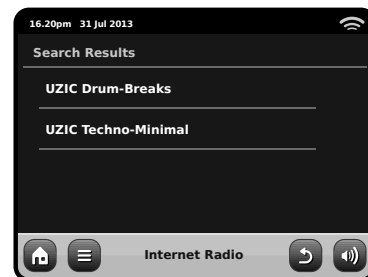 16.20pm 31 Jul 2013
Search Results
UZIC Drum-Breaks
UZIC Techno-Minimal
Internet Radio